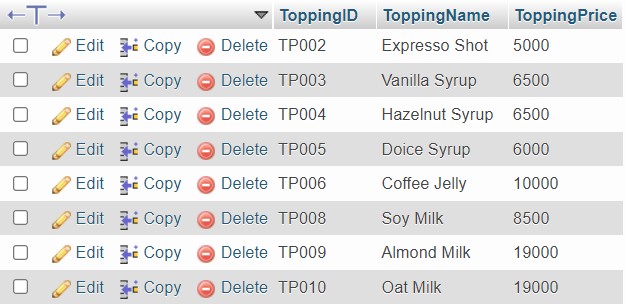 ToppingID ToppingName ToppingPrice
Edit Copy Delete TP002 Expresso Shot 5000
Edit Copy Delete TP003 Vanilla Syrup 6500
Edit Copy Delete TP004 Hazelnut Syrup 6500
Edit Copy Delete TP005 Doice Syrup 6000
Edit Copy Delete TP006 Coffee Jelly 10000
Edit Copy Delete TP008 Soy Milk 8500
Edit Copy Delete TP009 Almond Milk 19000
Edit Copy Delete TP010 Oat Milk 19000